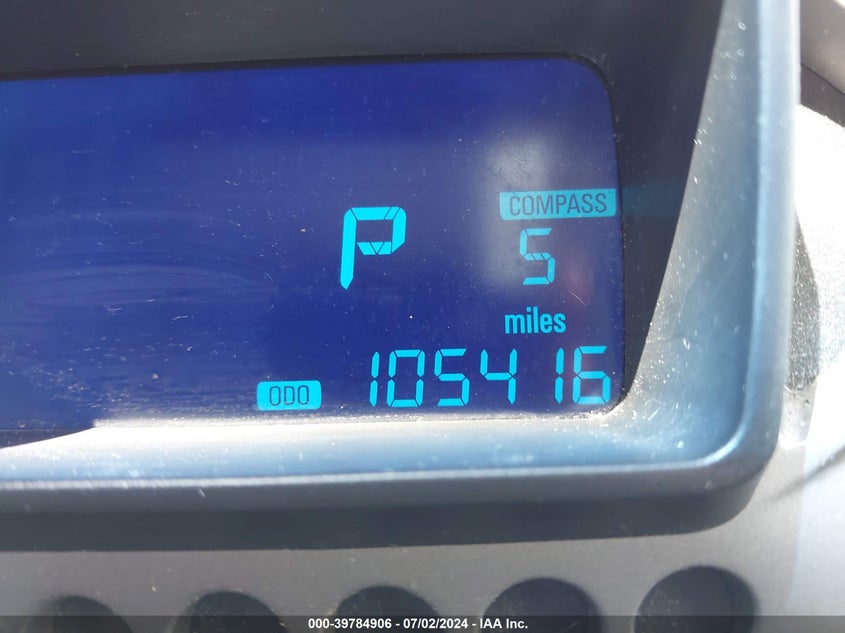 COMPASS
P S
miles
ODO 105416
000-39784906 - 07/02/2024 - IAA Inc.